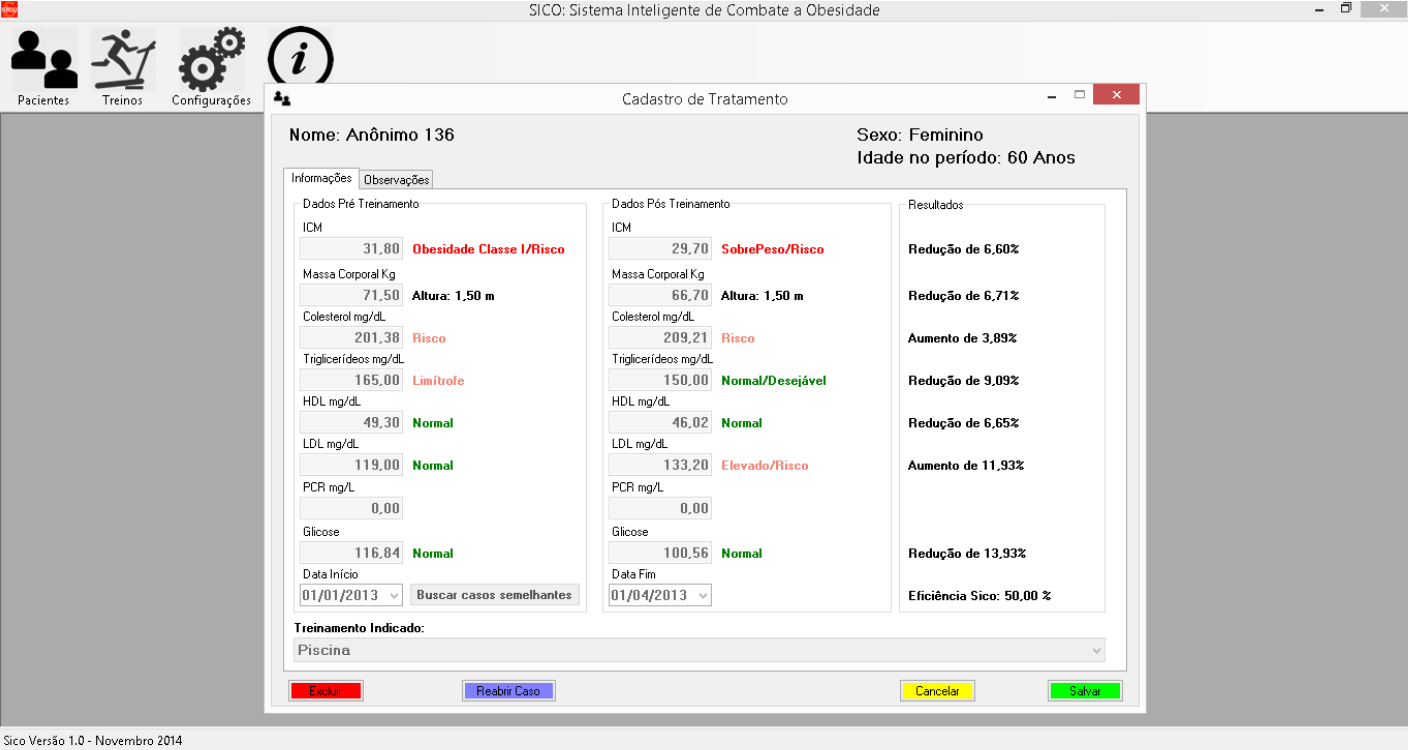 SICO: Sistema Inteligente de Combate a Obesidade
Pacientes
Treinos
Configurações
Cadastro de Tratamento
Nome: Anônimo 136
Sexo: Feminino
Idade no período: 60 Anos
Informações
Observações
Dados Pré Treinamento
ICM
31,80 Obesidade Classe I/Risco
Massa Corporal Kg
71,50 Altura: 1,50 m
Colesterol mg/dL
201,38 Risco
Triglicerídeos mg/dL
165,00 Limítrofe
HDL mg/dL
49,30 Normal
LDL mg/dL
119,00 Normal
PCR mg/L
0,00
Glicose
116,84 Normal
Data Início
01/01/2013 Buscar casos semelhantes
Dados Pós Treinamento
ICM
29,70 SobrePeso/Risco
Massa Corporal Kg
66,70 Altura: 1,50 m
Colesterol mg/dL
209,21 Risco
Triglicerídeos mg/dL
150,00 Normal/Desejável
HDL mg/dL
46,02 Normal
LDL mg/dL
133,20 Elevado/Risco
PCR mg/L
0,00
Glicose
100,56 Normal
Data Fim
01/04/2013
Resultados
Redução de 6,60%
Redução de 6,71%
Aumento de 3,89%
Redução de 9,09%
Redução de 6,65%
Aumento de 11,93%
Redução de 13,93%
Eficiência Sico: 50,00 %
Treinamento Indicado:
Piscina
Excluir
Reabrir Caso
Cancelar
Salvar
Sico Versão 1.0 - Novembro 2014